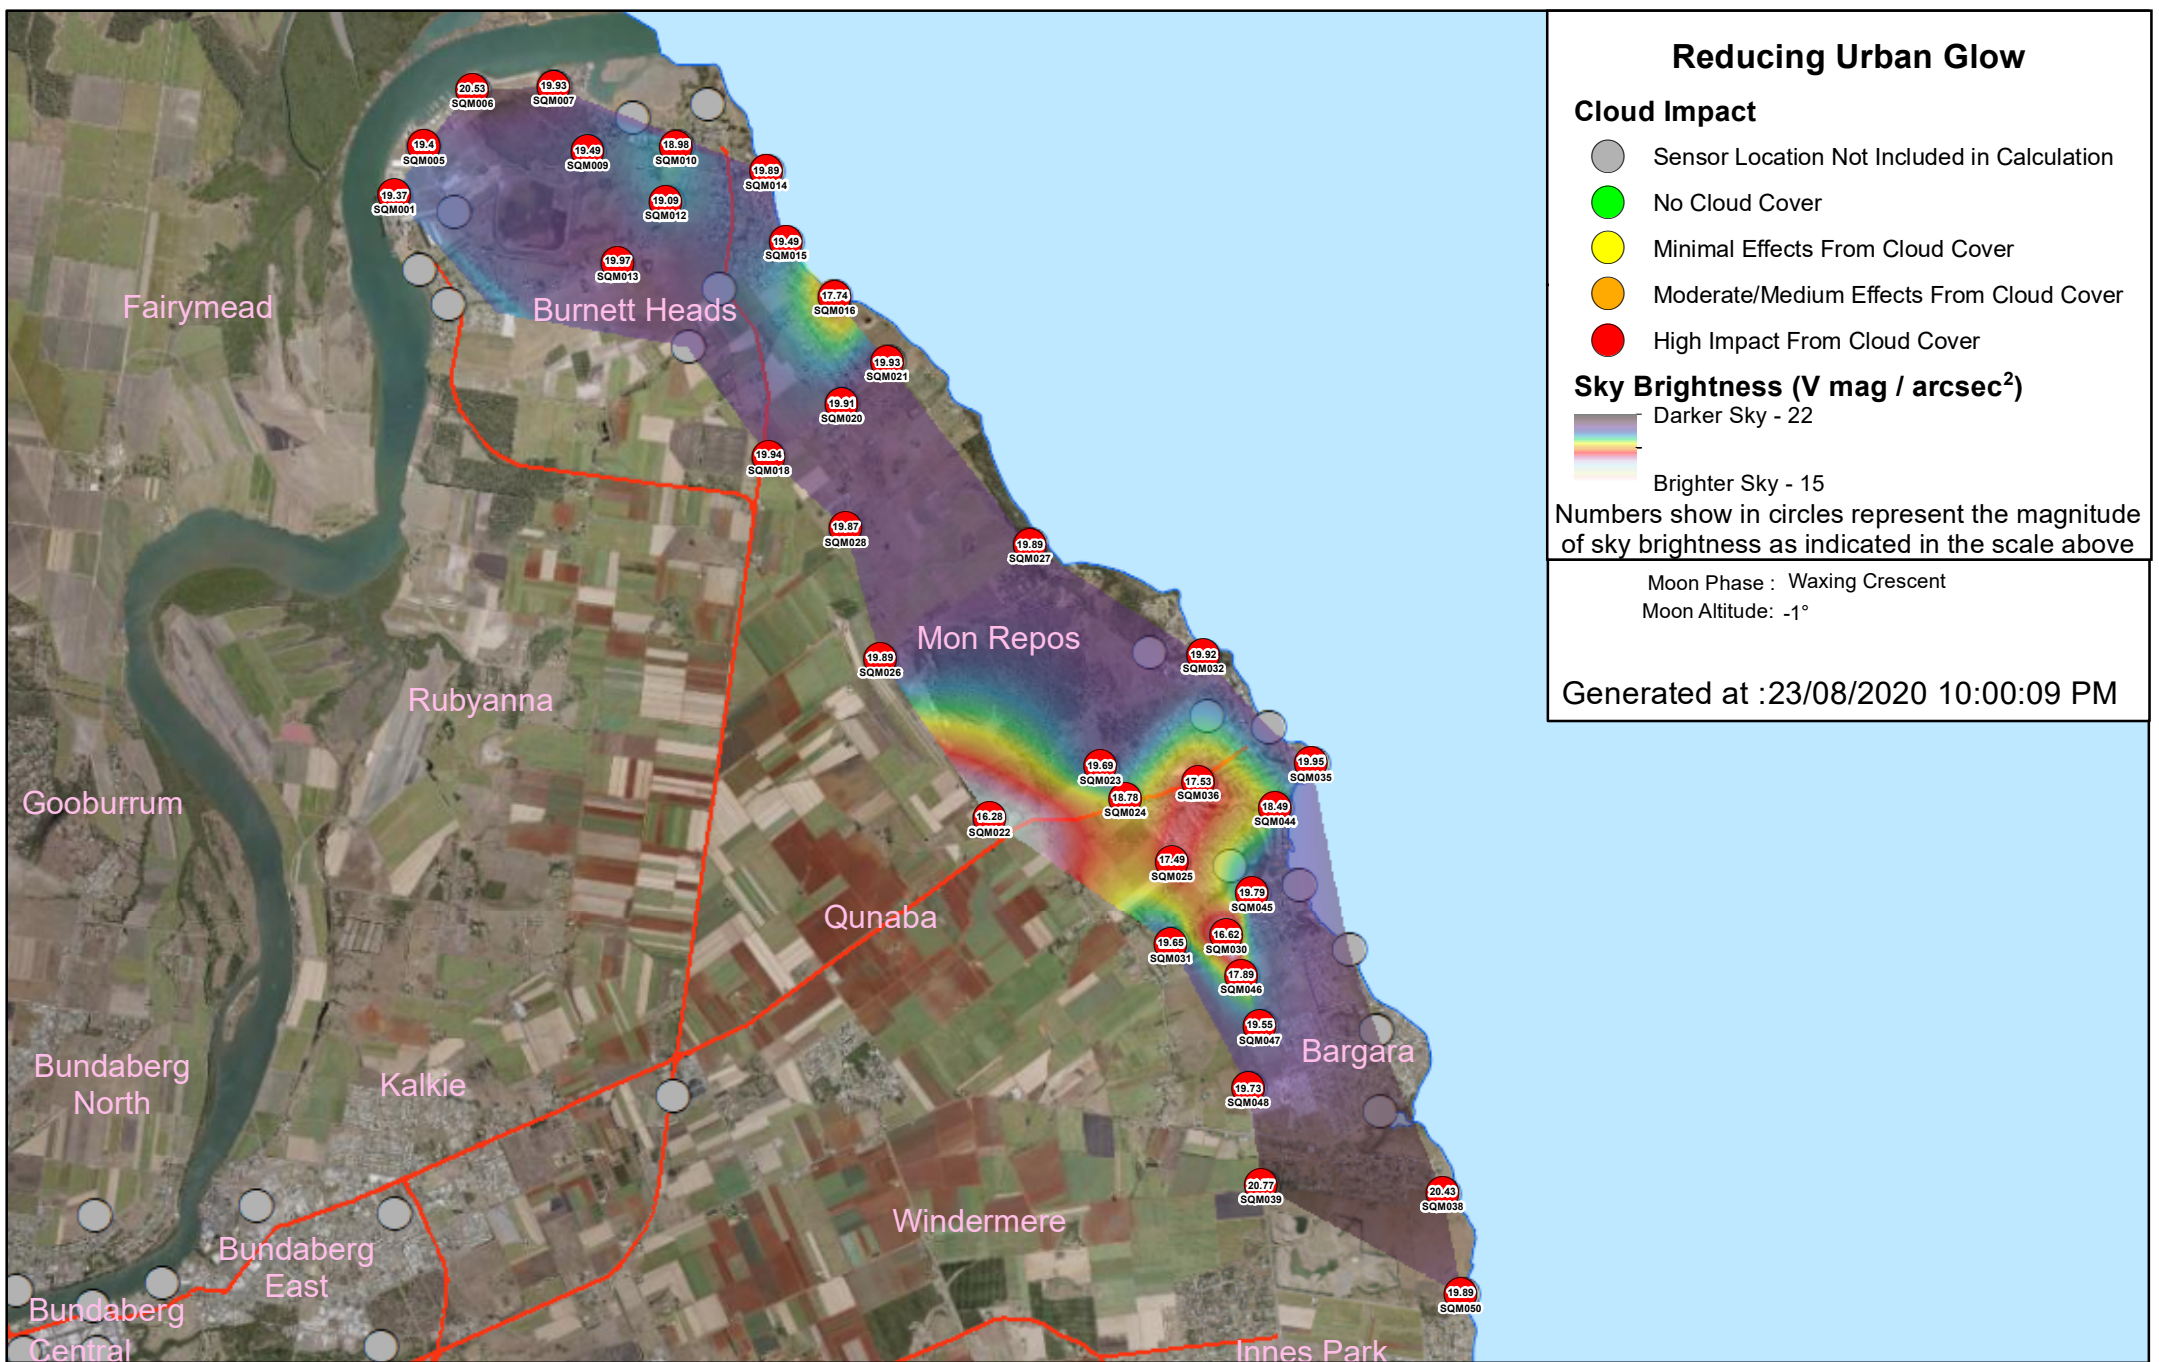 Reducing Urban Glow
Cloud Impact
Sensor Location Not Included in Calculation
No Cloud Cover
Minimal Effects From Cloud Cover
Moderate/Medium Effects From Cloud Cover
High Impact From Cloud Cover
Sky Brightness (V mag / arcsec²)
Darker Sky - 22
Brighter Sky - 15
Numbers show in circles represent the magnitude
of sky brightness as indicated in the scale above
Moon Phase : Waxing Crescent
Moon Altitude: -1°
Generated at :23/08/2020 10:00:09 PM
20.53
SQM006
19.93
SQM007
19.4
SQM005
19.49
SQM009
18.98
SQM010
19.89
SQM014
19.37
SQM001
19.09
SQM012
19.49
SQM015
19.97
SQM013
17.74
SQM016
Fairymead
Burnett Heads
19.93
SQM021
19.91
SQM020
19.94
SQM018
19.87
SQM028
19.89
SQM027
Mon Repos
19.89
SQM026
19.92
SQM032
Rubyanna
19.69
SQM023
17.53
SQM036
19.95
SQM035
Gooburrum
18.78
SQM024
18.49
SQM044
16.28
SQM022
17.49
SQM025
19.79
SQM045
Qunaba
19.65
SQM031
16.62
SQM030
17.89
SQM046
19.55
SQM047
Bargara
Bundaberg
North
Kalkie
19.73
SQM048
20.77
SQM039
20.43
SQM038
Windermere
Bundaberg
East
19.89
SQM050
Bundaberg
Central
Innes Park